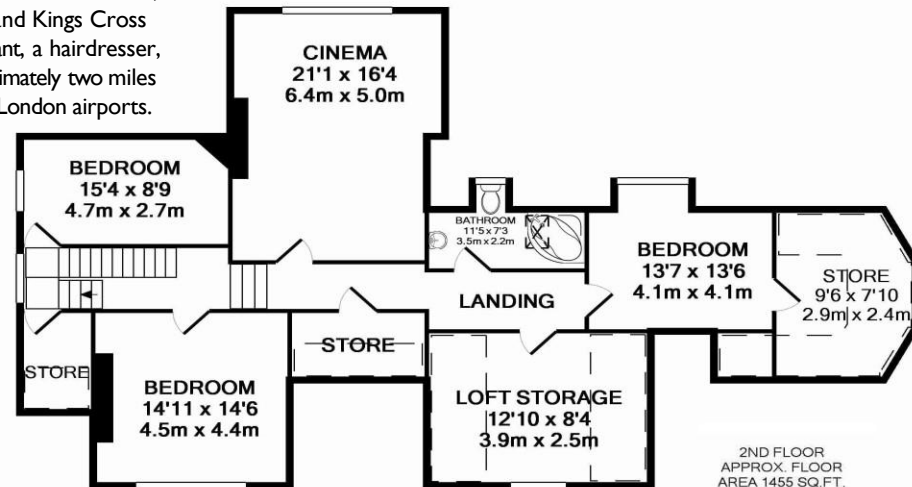 and Kings Cross
ant, a hairdresser,
imately two miles
London airports.
CINEMA
21'1 x 16'4
6.4m x 5.0m
BEDROOM
15'4 x 8'9
4.7m x 2.7m
BATHROOM
11'5 x 7'3
3.5m x 2.2m
BEDROOM
13'7 x 13'6
4.1m x 4.1m
STORE
9'6 x 7'10
2.9m x 2.4m
LANDING
STORE
STORE
BEDROOM
14'11 x 14'6
4.5m x 4.4m
LOFT STORAGE
12'10 x 8'4
3.9m x 2.5m
2ND FLOOR
APPROX. FLOOR
AREA 1455 SQ.FT.